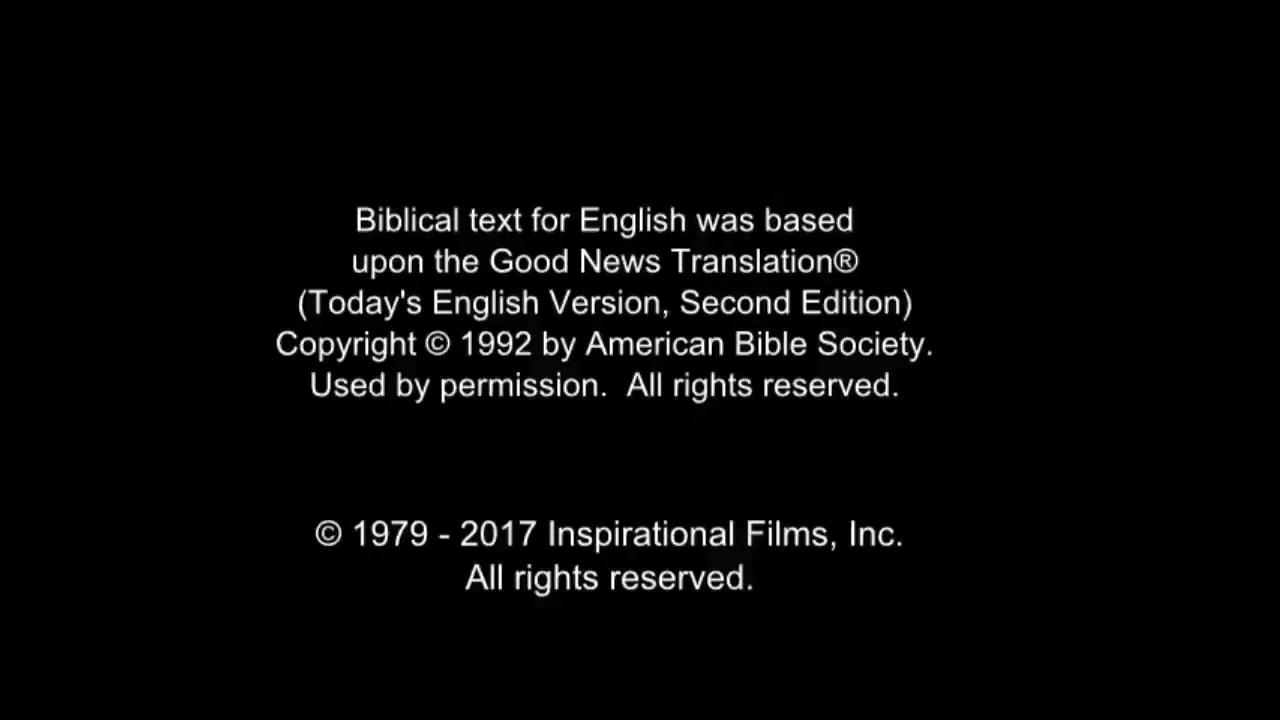 Biblical text for English was based
upon the Good News Translation®
(Today's English Version, Second Edition)
Copyright © 1992 by American Bible Society.
Used by permission.  All rights reserved.
© 1979 - 2017 Inspirational Films, Inc.
All rights reserved.